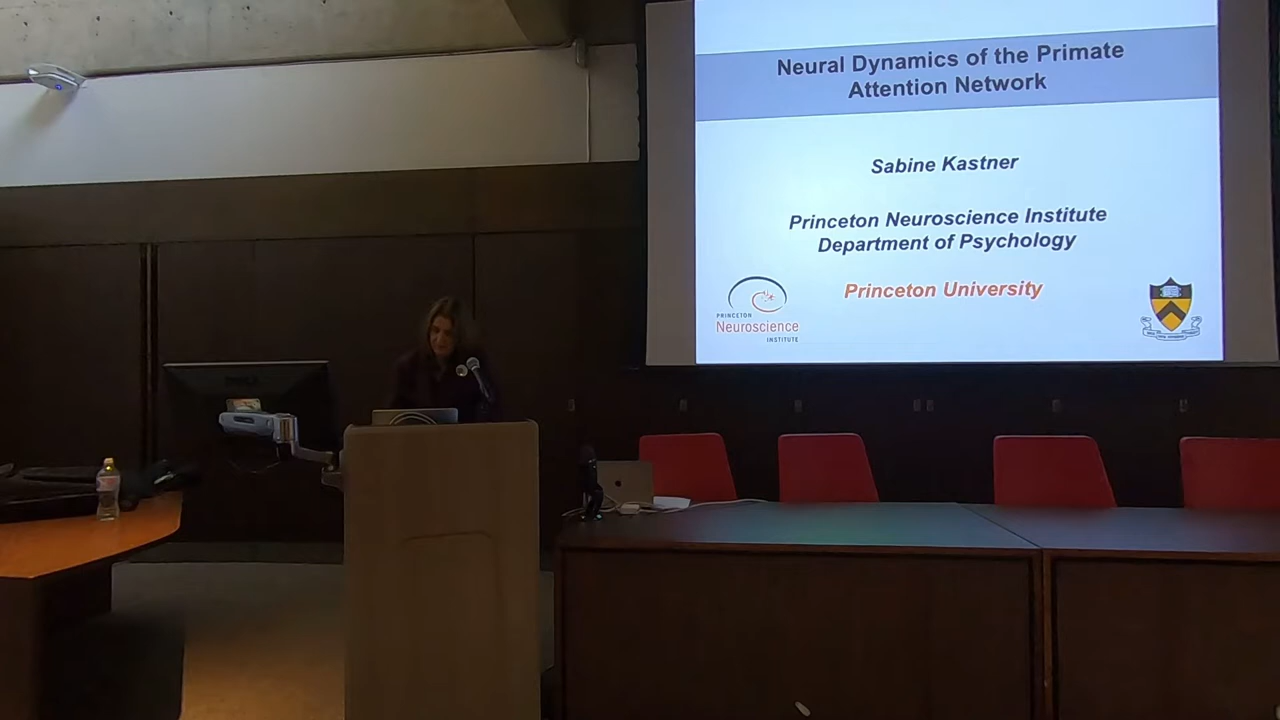 Neural Dynamics of the Primate
Attention Network
Sabine Kastner
Princeton Neuroscience Institute
Department of Psychology
Princeton University
PRINCETON
Neuroscience
INSTITUTE